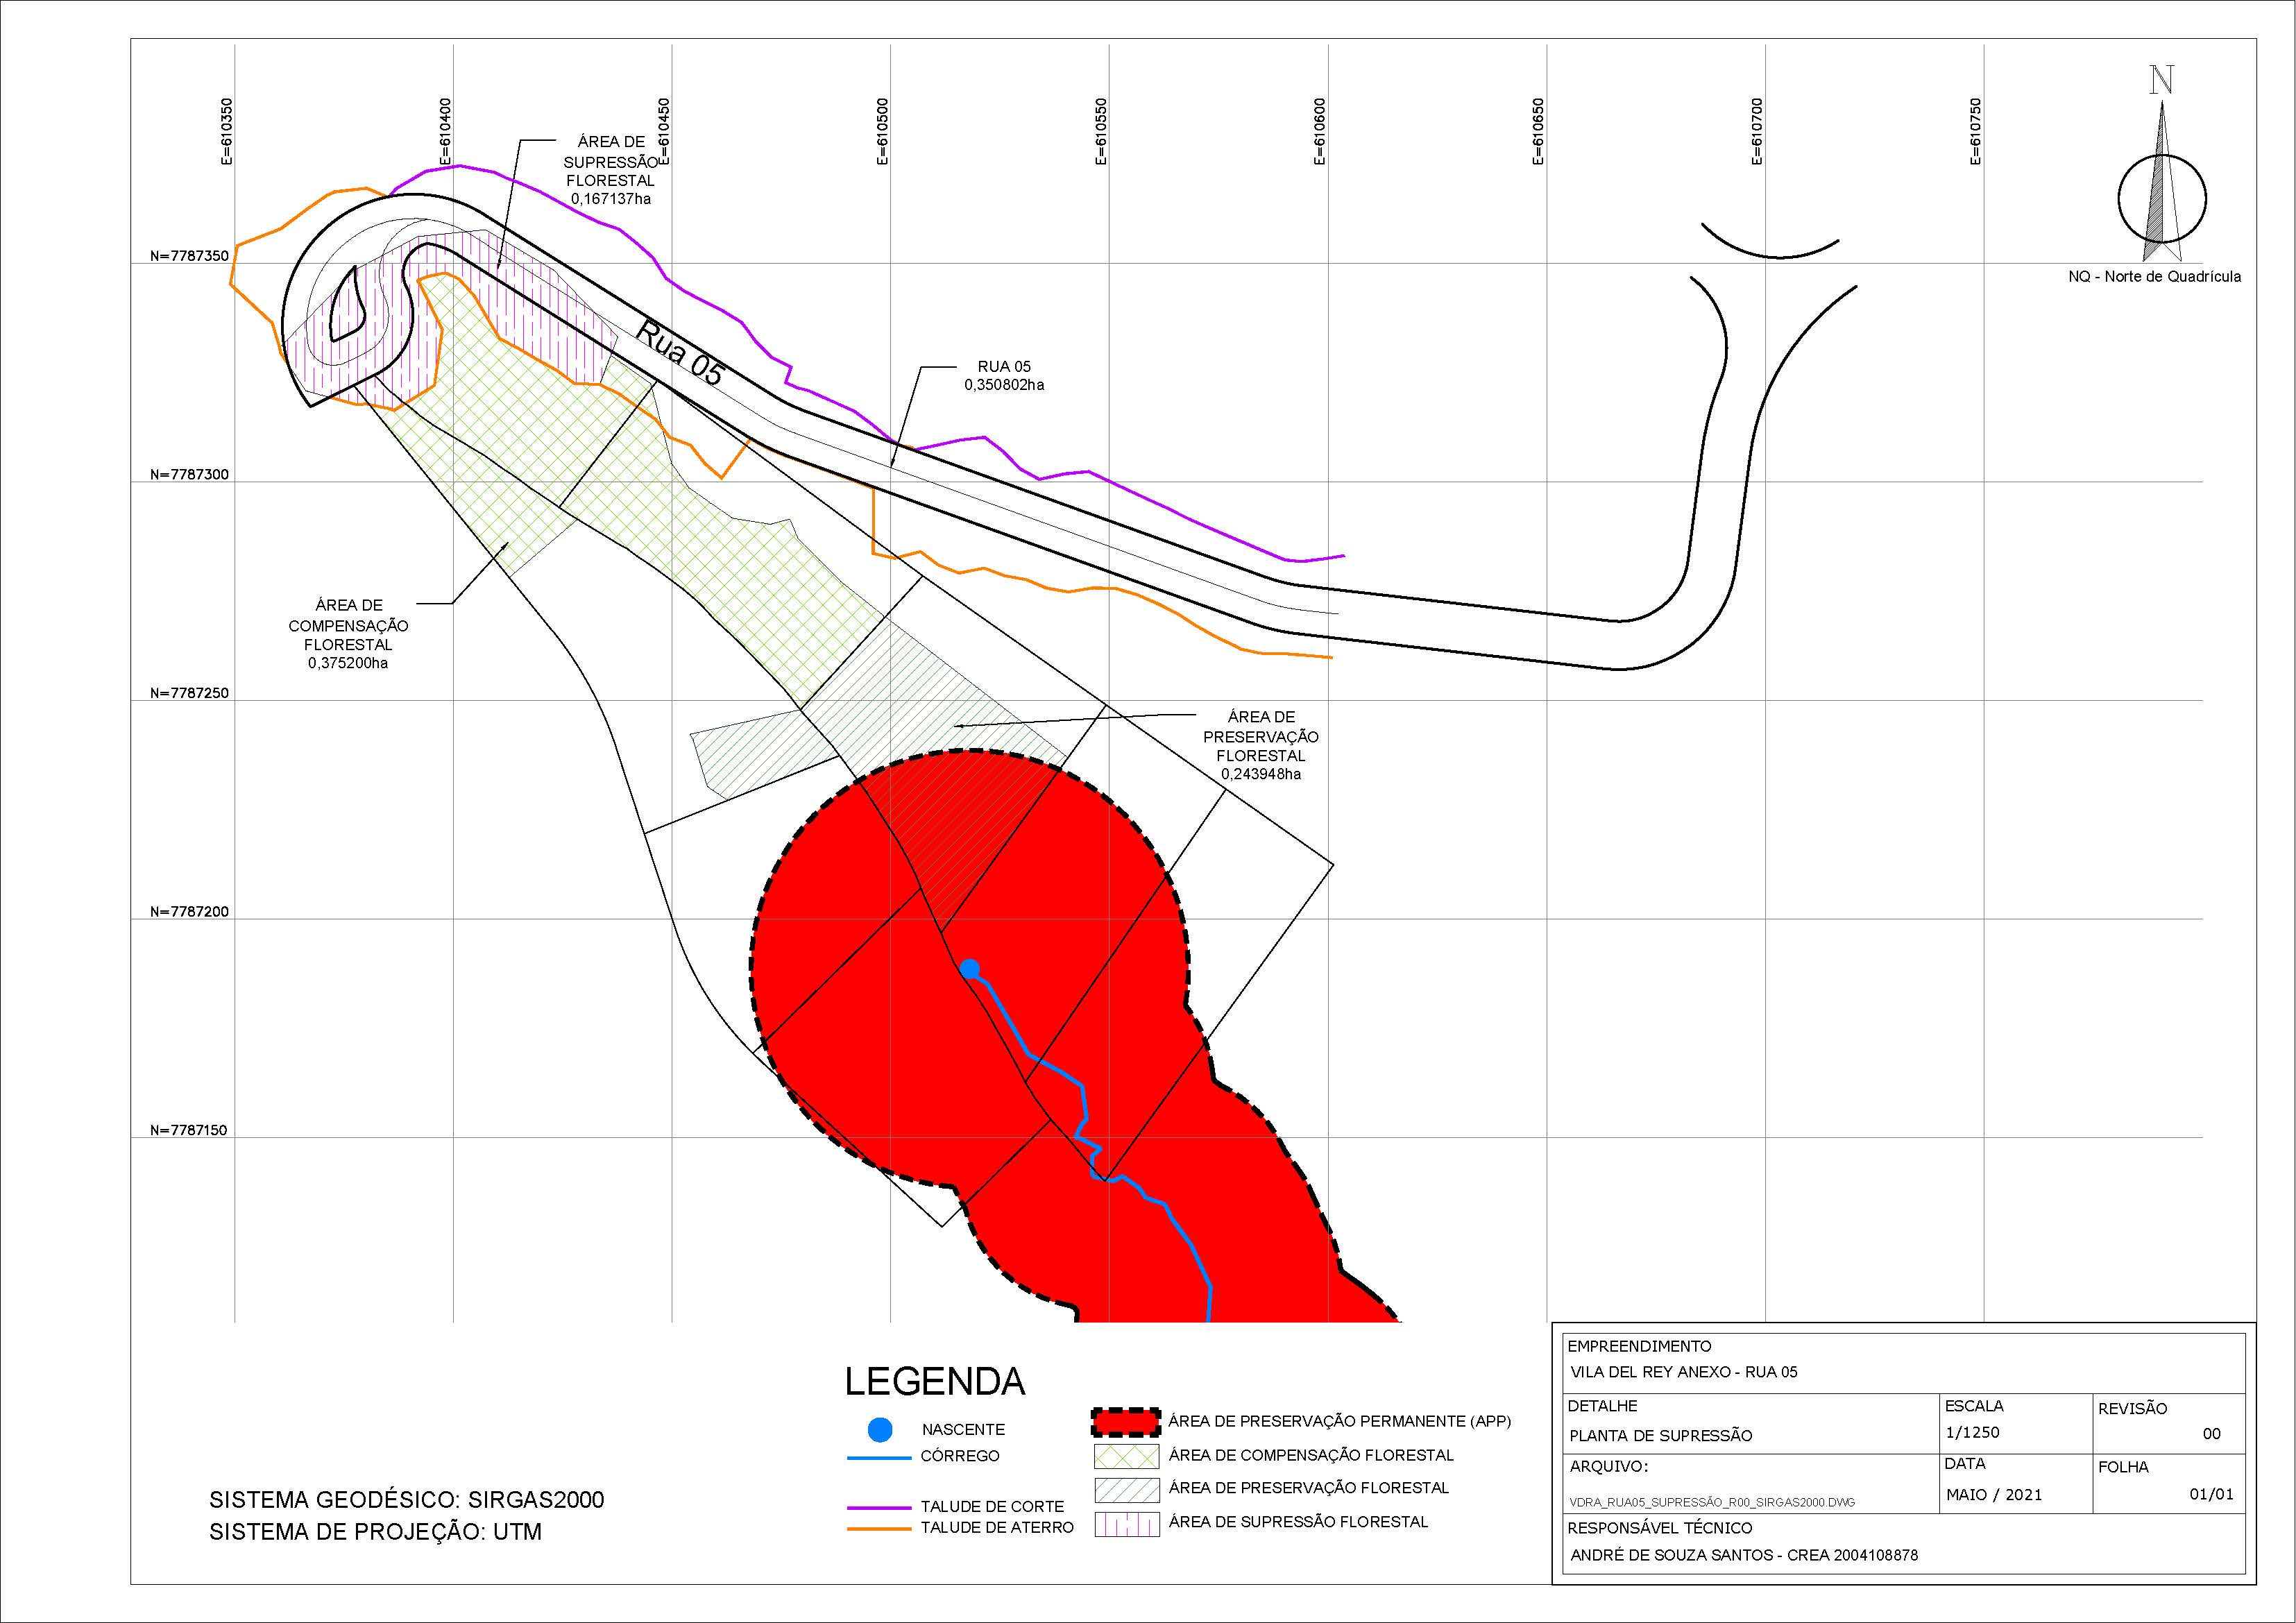 E=610350
E=610400
E=610450
E=610500
E=610550
E=610600
E=610650
E=610700
E=610750
N
NQ - Norte de Quadrícula
ÁREA DE
SUPRESSÃO
FLORESTAL
0,167137ha
N=7787350
Rua 05
RUA 05
0,350802ha
N=7787300
ÁREA DE
COMPENSAÇÃO
FLORESTAL
0,375200ha
N=7787250
ÁREA DE
PRESERVAÇÃO
FLORESTAL
0,243948ha
N=7787200
N=7787150
LEGENDA
NASCENTE
CÓRREGO
TALUDE DE CORTE
TALUDE DE ATERRO
ÁREA DE PRESERVAÇÃO PERMANENTE (APP)
ÁREA DE COMPENSAÇÃO FLORESTAL
ÁREA DE PRESERVAÇÃO FLORESTAL
ÁREA DE SUPRESSÃO FLORESTAL
SISTEMA GEODÉSICO: SIRGAS2000
SISTEMA DE PROJEÇÃO: UTM
EMPREENDIMENTO
VILA DEL REY ANEXO - RUA 05
DETALHE
PLANTA DE SUPRESSÃO
ESCALA
1/1250
REVISÃO
00
ARQUIVO:
VDRA_RUA05_SUPRESSÃO_R00_SIRGAS2000.DWG
DATA
MAIO / 2021
FOLHA
01/01
RESPONSÁVEL TÉCNICO
ANDRÉ DE SOUZA SANTOS - CREA 2004108878